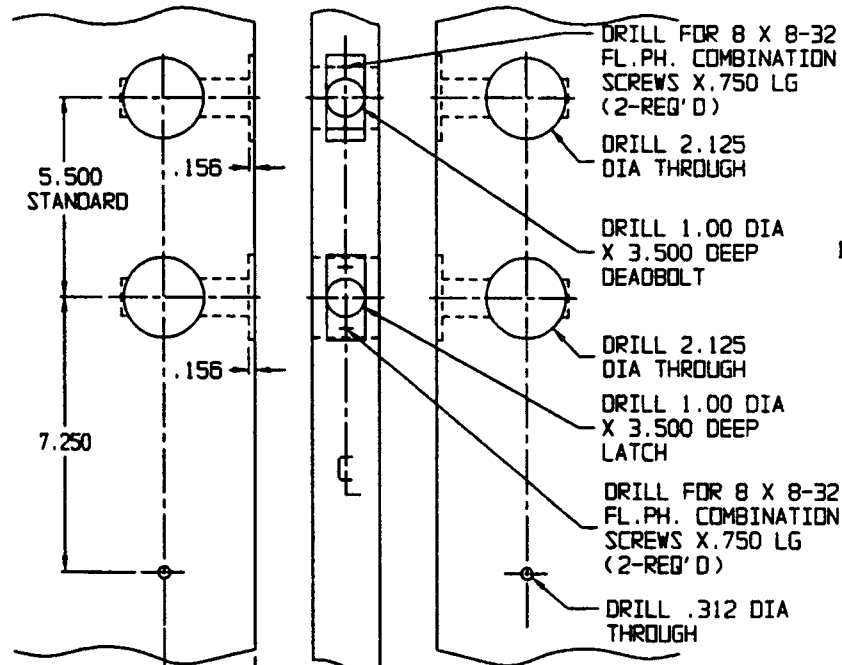 DRILL FOR 8 X 8-32
FL.PH. COMBINATION
SCREWS X.750 LG
(2-REQ'D)
DRILL 2.125
DIA THROUGH
.156
5.500
STANDARD
DRILL 1.00 DIA
X 3.500 DEEP
DEADBOLT
DRILL 2.125
DIA THROUGH
.156
DRILL 1.00 DIA
X 3.500 DEEP
LATCH
7.250
DRILL FOR 8 X 8-32
FL.PH. COMBINATION
SCREWS X.750 LG
(2-REQ'D)
DRILL .312 DIA
THROUGH